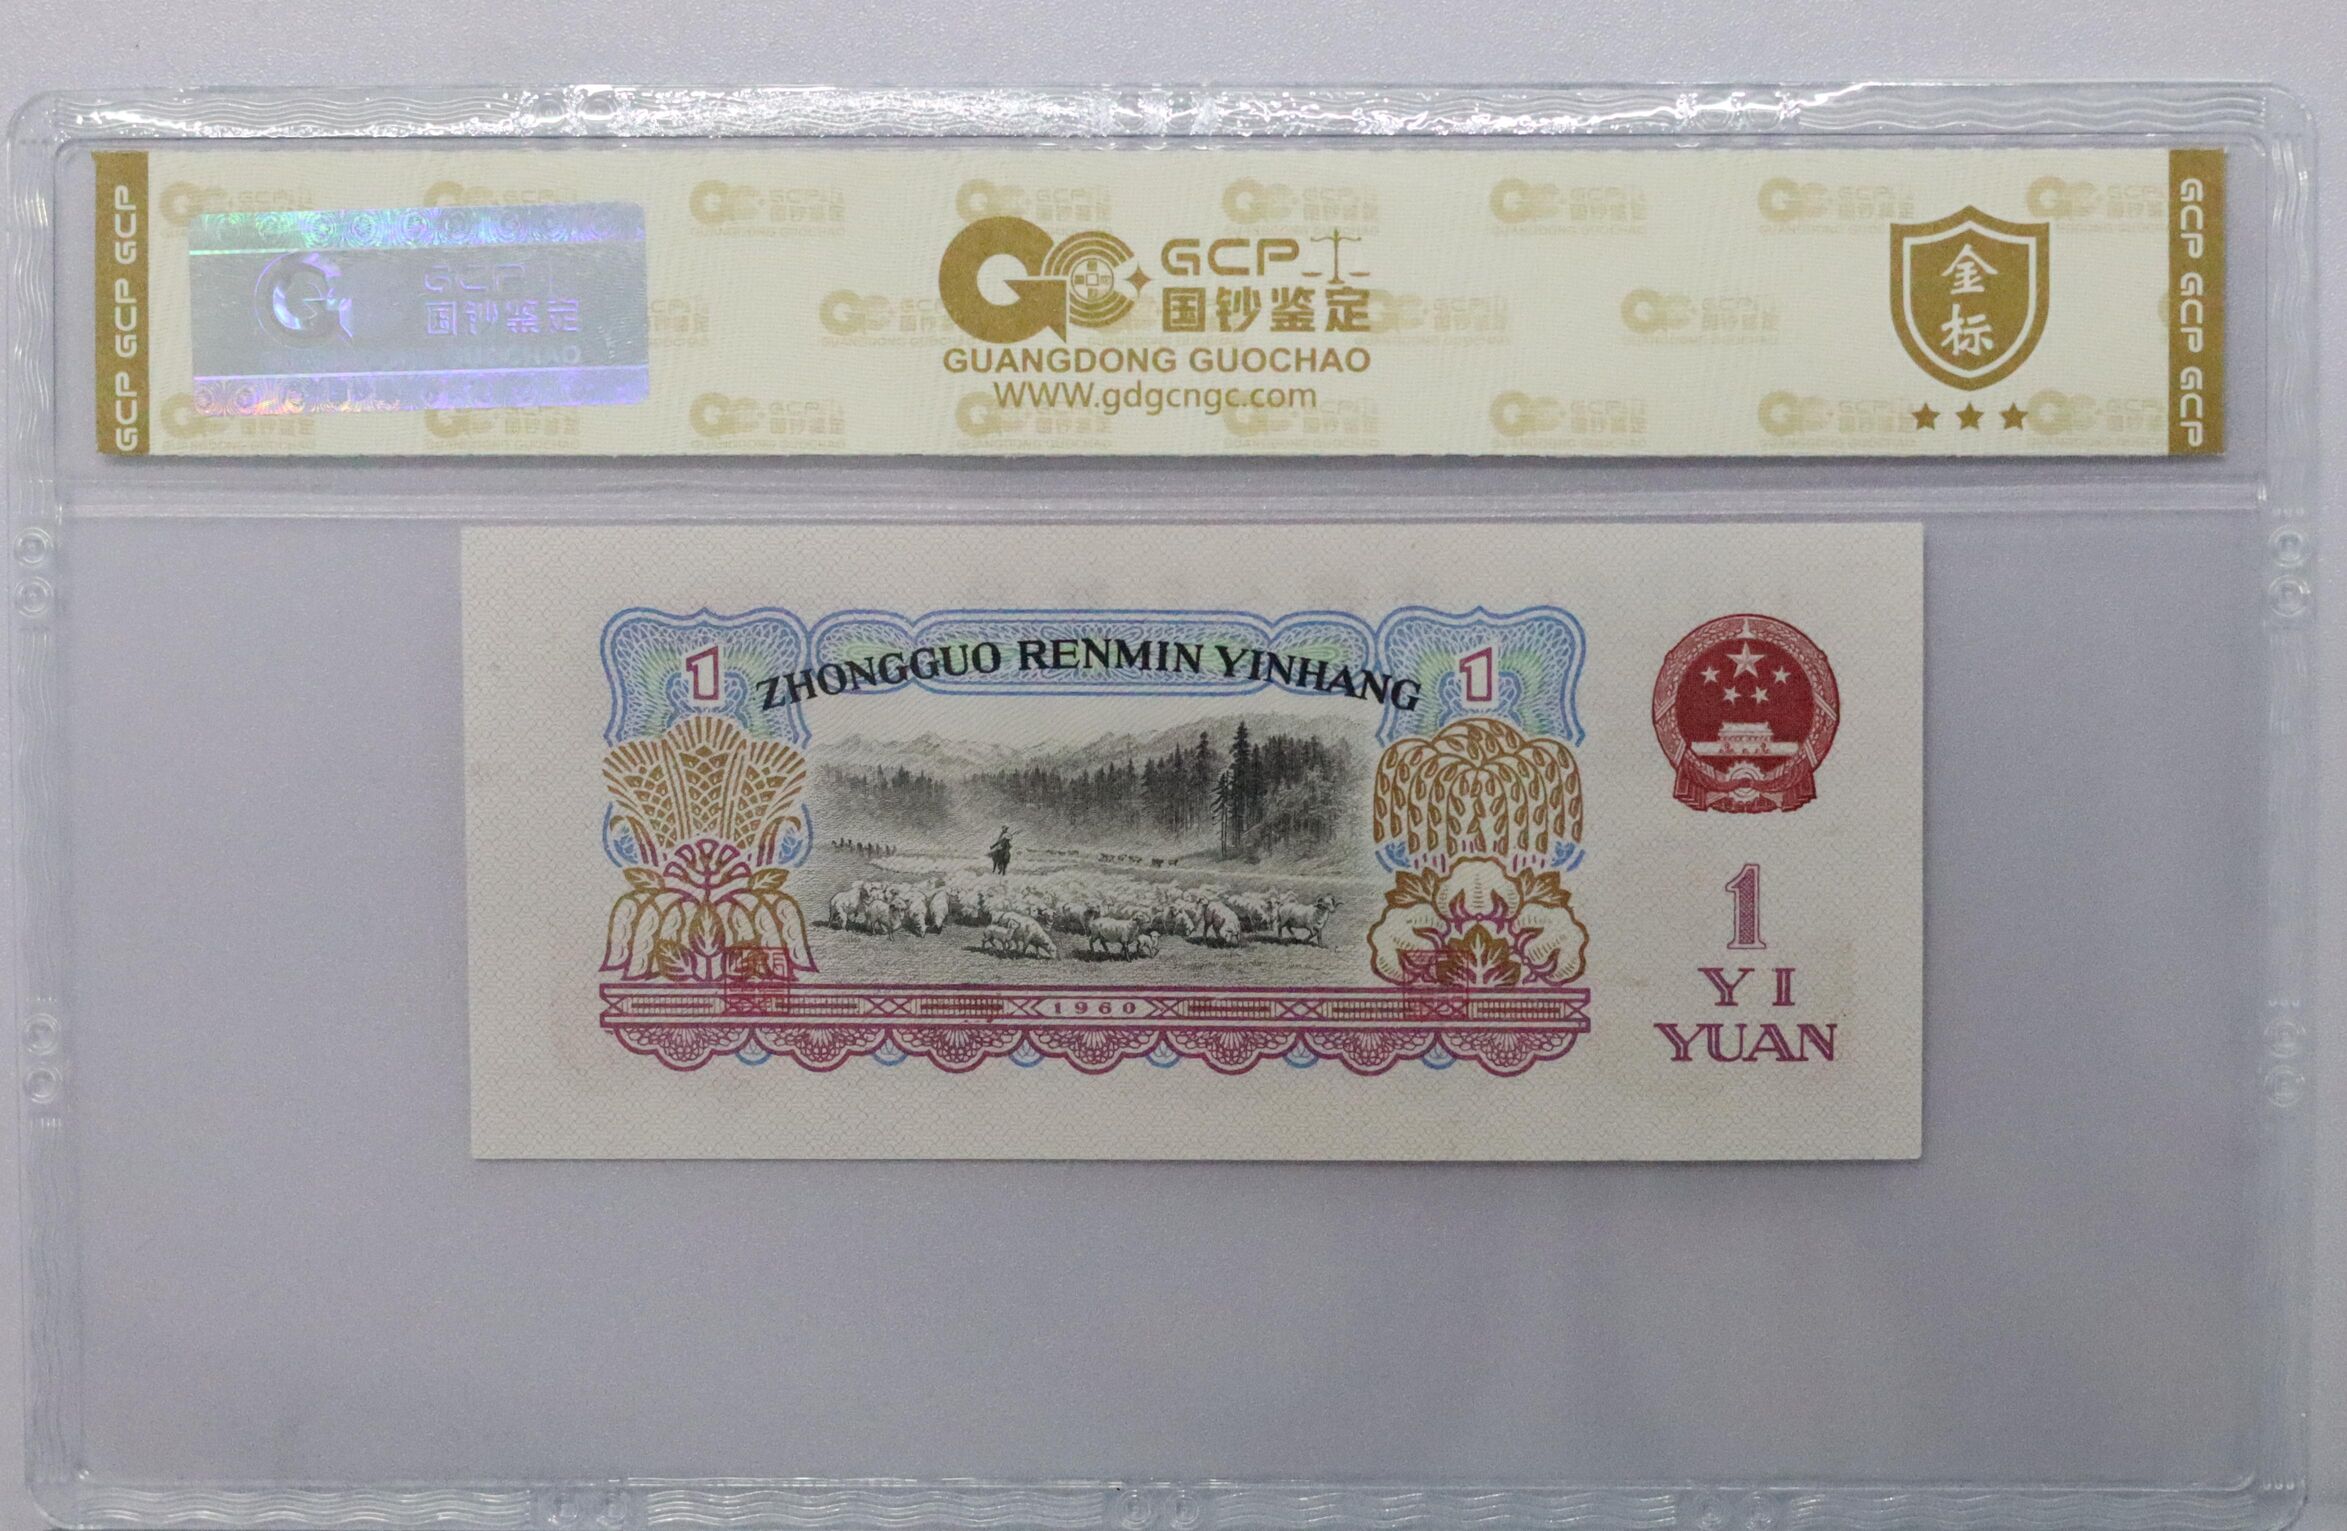 GCP GCP GCP
GCP
国钞鉴定
GUOCHAO
GCP
国钞鉴定
GUANGDONG GUOCHAO
WWW.gdgcngc.com
金
标
GCP GCP GCP
ZHONGGUO RENMIN YINHANG
1
1
1960
1
YI
YUAN